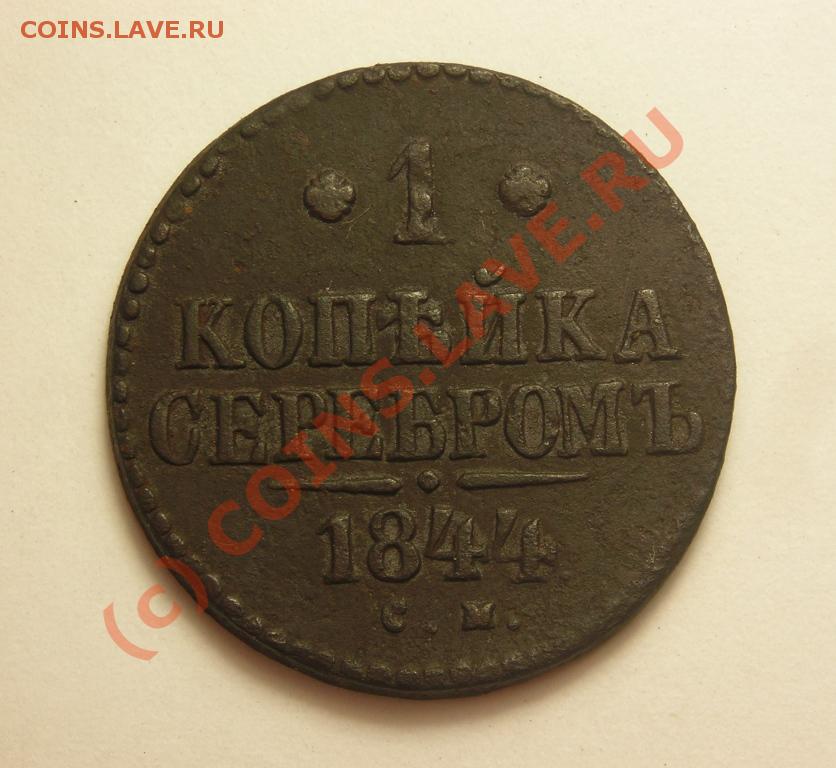 COINS.LAVE.RU
1
КОПѢЙКА
СЕРЕБРОМЪ
1844
С. М.
(c) COINS.LAVE.RU